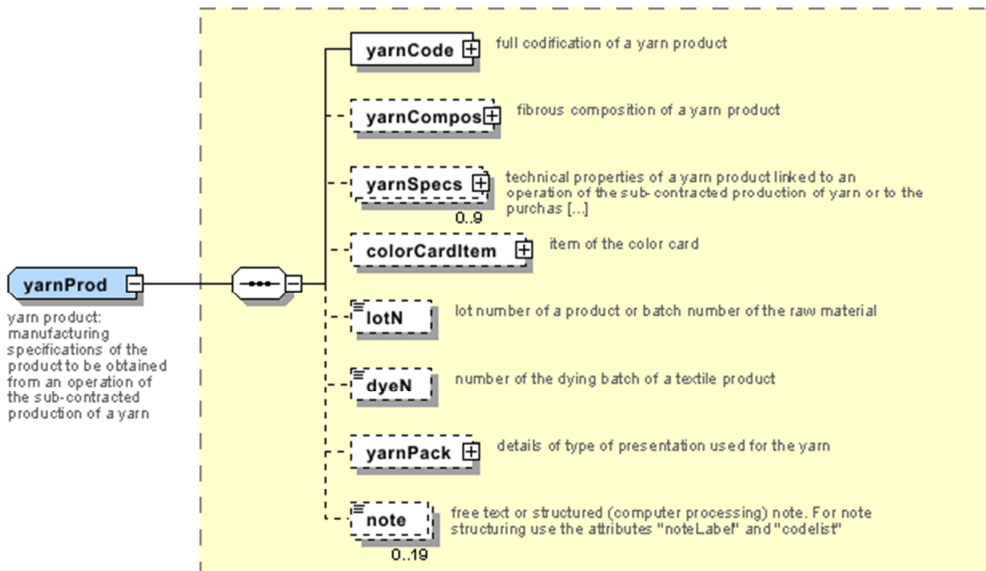 yarnCode
full codification of a yarn product
yarnCompos
fibrous composition of a yarn product
yarnSpecs
technical properties of a yarn product linked to an
operation of the sub-contracted production of yarn or to the
purchas [...]
0..9
colorCardItem
item of the color card
yarnProd
yarn product:
manufacturing
specifications of the
product to be obtained
from an operation of
the sub-contracted
production of a yarn
lotN
lot number of a product or batch number of the raw material
dyeN
number of the dying batch of a textile product
yarnPack
details of type of presentation used for the yarn
note
free text or structured (computer processing) note. For note
structuring use the attributes "noteLabel" and "codelist"
0..19